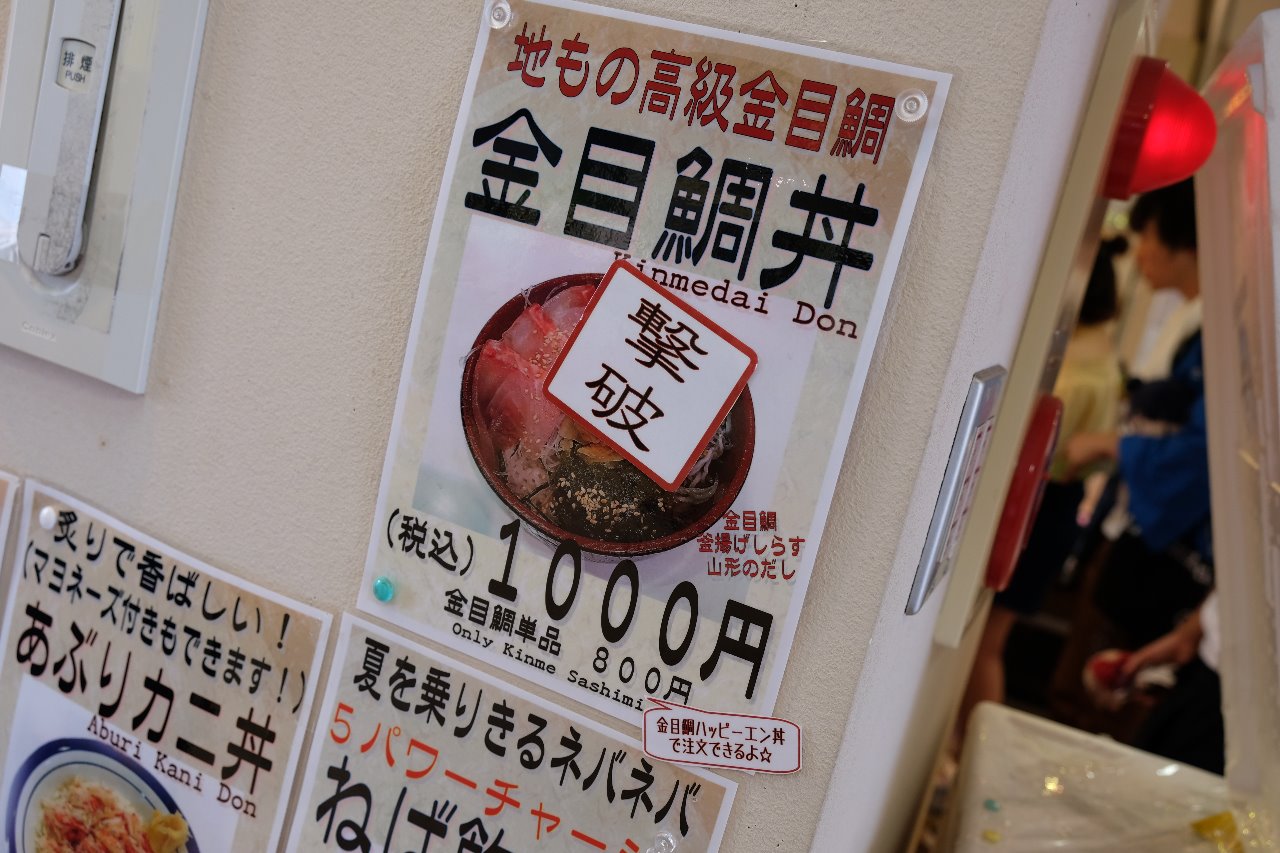 排煙
PUSH
地もの高級金目鯛
金目鯛丼
Kinmedai Don
撃
破
金目鯛
釜揚げしらす
山形のだし
(税込) 1000円
金目鯛単品 800円
Only Kinme Sashimi
金目鯛ハッピーエン丼
で注文できるよ☆
炙りで香ばしい！
(マヨネーズ付きもできます！)
あぶりカニ丼
Aburi Kani Don
夏を乗りきるネバネバ
5パワーチャージ
ねば飲